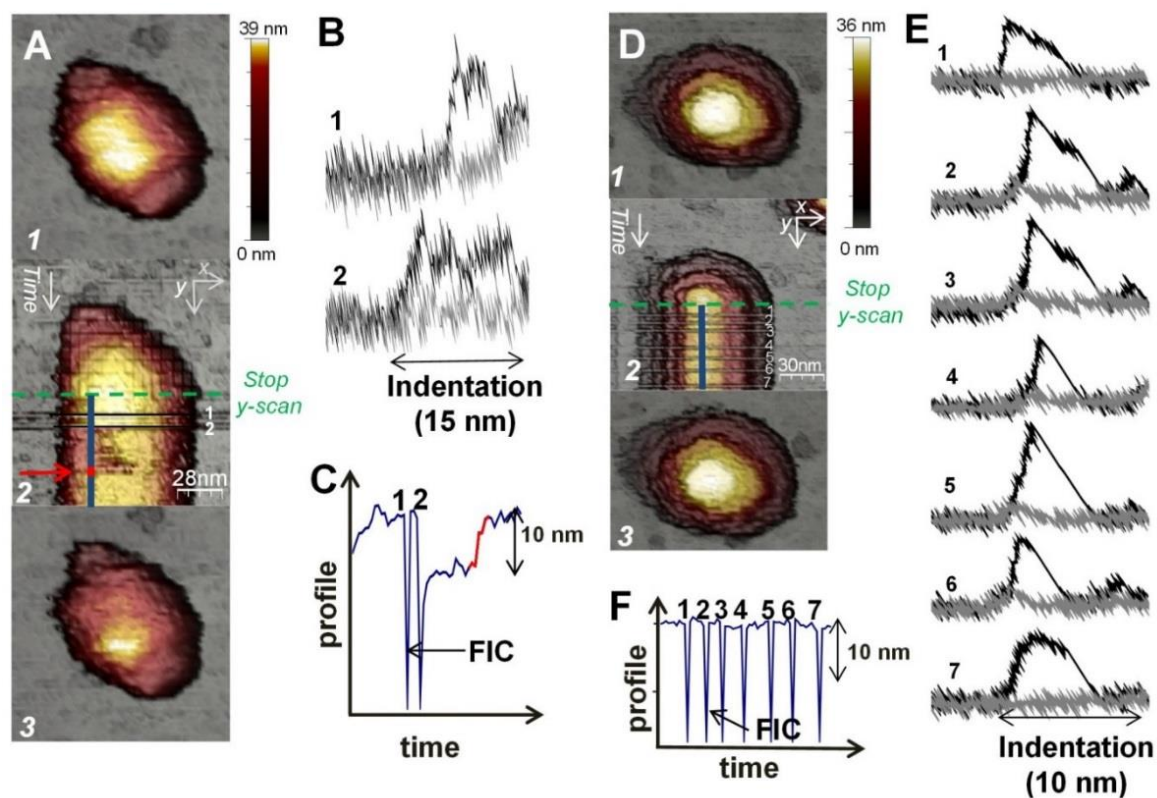 A
39 nm
0 nm
1
Time
x
y
Stop
y-scan
1
2
28nm
2
3
B
1
2
Indentation
(15 nm)
C
1 2
10 nm
profile
FIC
time
D
36 nm
0 nm
1
Time
x
y
Stop
y-scan
1
2
3
4
5
6
7
30nm
2
3
E
1
2
3
4
5
6
7
Indentation
(10 nm)
F
1 2 3 4 5 6 7
10 nm
profile
FIC
time